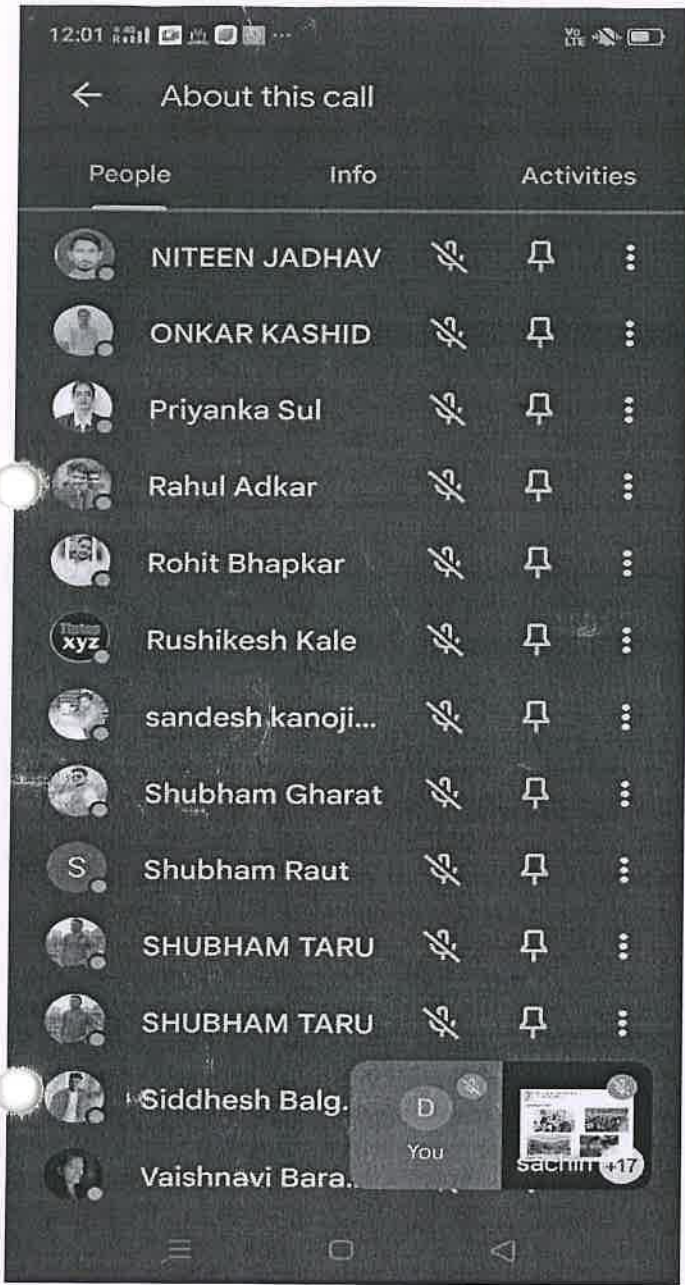 12:01
Vo LTE
About this call
People Info Activities
NITEEN JADHAV
ONKAR KASHID
Priyanka Sul
Rahul Adkar
Rohit Bhapkar
xyz
Rushikesh Kale
sandesh kanoji...
Shubham Gharat
S
Shubham Raut
SHUBHAM TARU
SHUBHAM TARU
Siddhesh Balg.
D
You
sachin +17
Vaishnavi Bara..